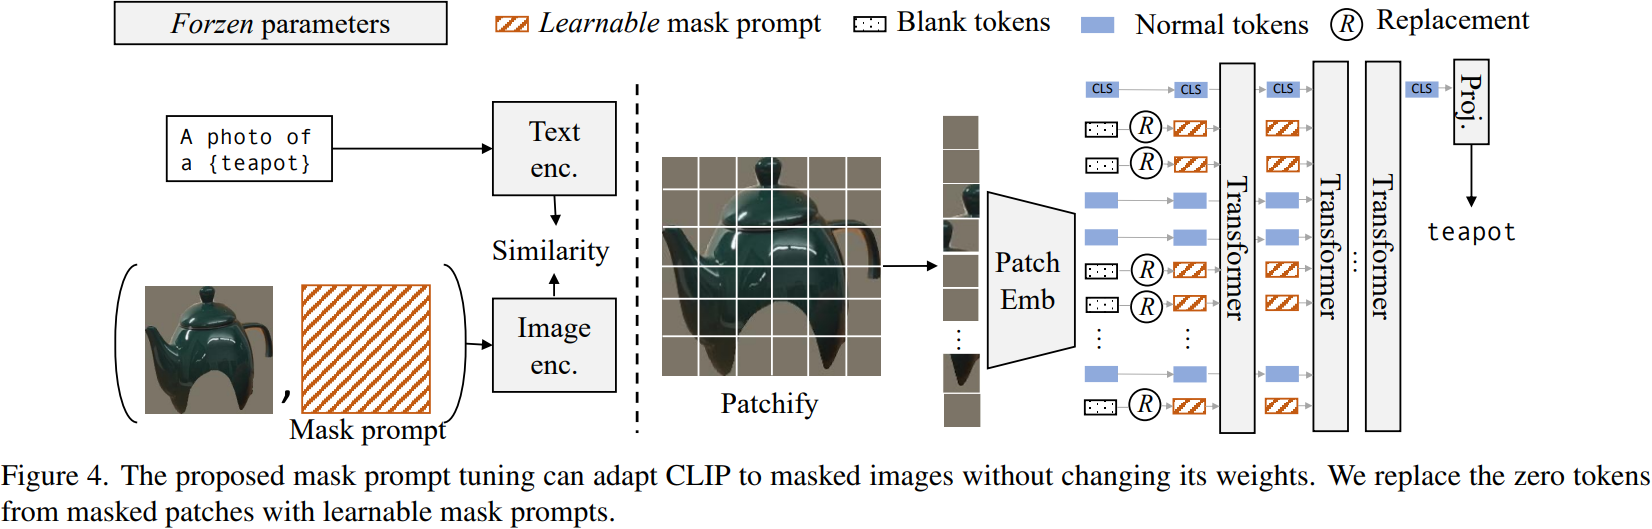 Forzen parameters
Learnable mask prompt
Blank tokens
Normal tokens
R Replacement
A photo of
a {teapot}
Text
enc.
Similarity
Image
enc.
,
Mask prompt
Patchify
Patch
Emb
...
CLS
CLS
CLS
CLS
R
R
R
R
R
...
...
Transformer
Transformer
...
Transformer
Proj.
teapot
Figure 4. The proposed mask prompt tuning can adapt CLIP to masked images without changing its weights. We replace the zero tokens
from masked patches with learnable mask prompts.